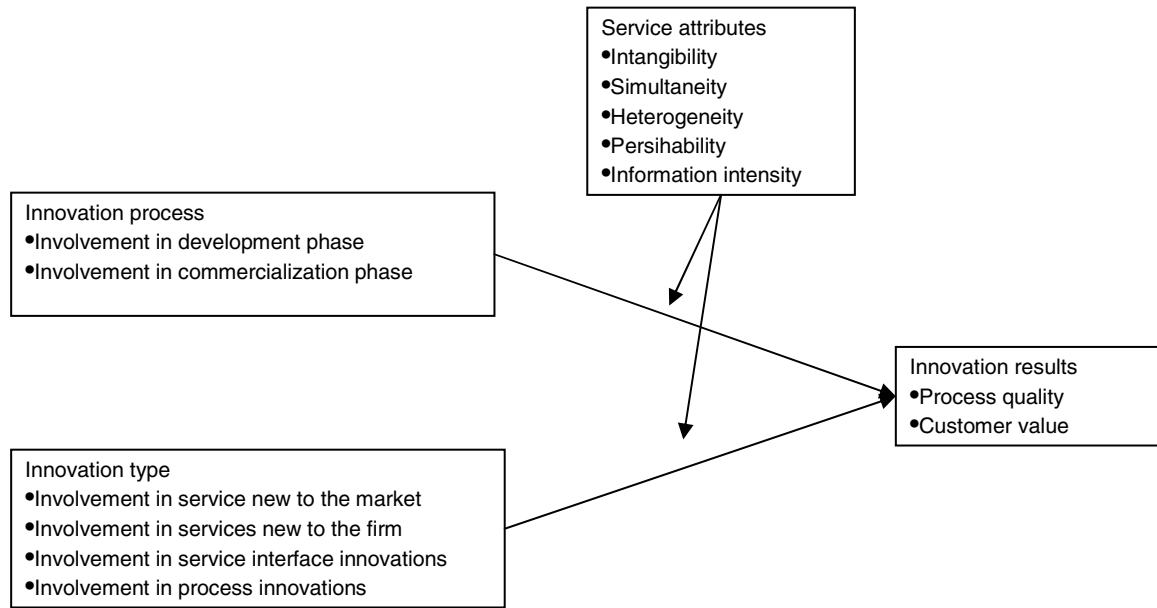 Service attributes
•Intangibility
•Simultaneity
•Heterogeneity
•Persihability
•Information intensity
Innovation process
•Involvement in development phase
•Involvement in commercialization phase
Innovation results
•Process quality
•Customer value
Innovation type
•Involvement in service new to the market
•Involvement in services new to the firm
•Involvement in service interface innovations
•Involvement in process innovations